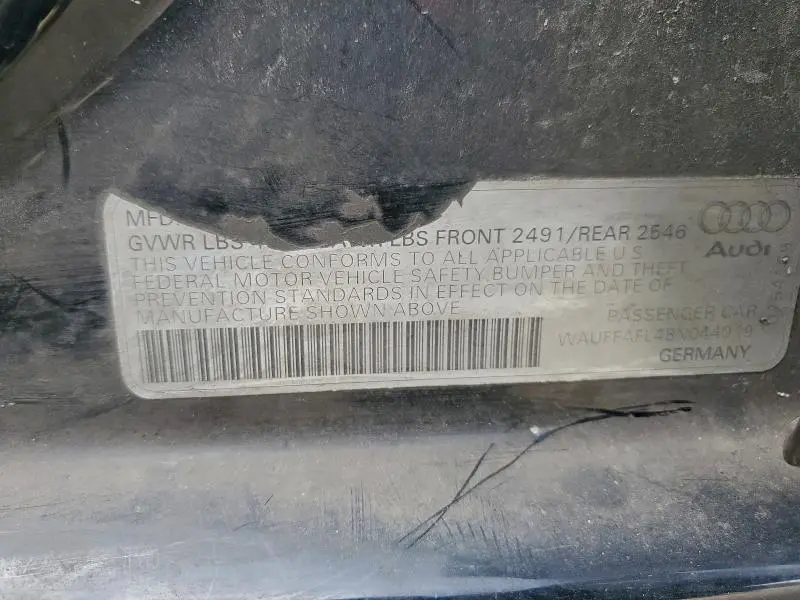 MFD
GVWR LBS LBS FRONT 2491/REAR 2546
THIS VEHICLE CONFORMS TO ALL APPLICABLE U.S.
FEDERAL MOTOR VEHICLE SAFETY, BUMPER AND THEFT
PREVENTION STANDARDS IN EFFECT ON THE DATE OF
MANUFACTURE SHOWN ABOVE
Audi
PASSENGER CAR
GERMANY